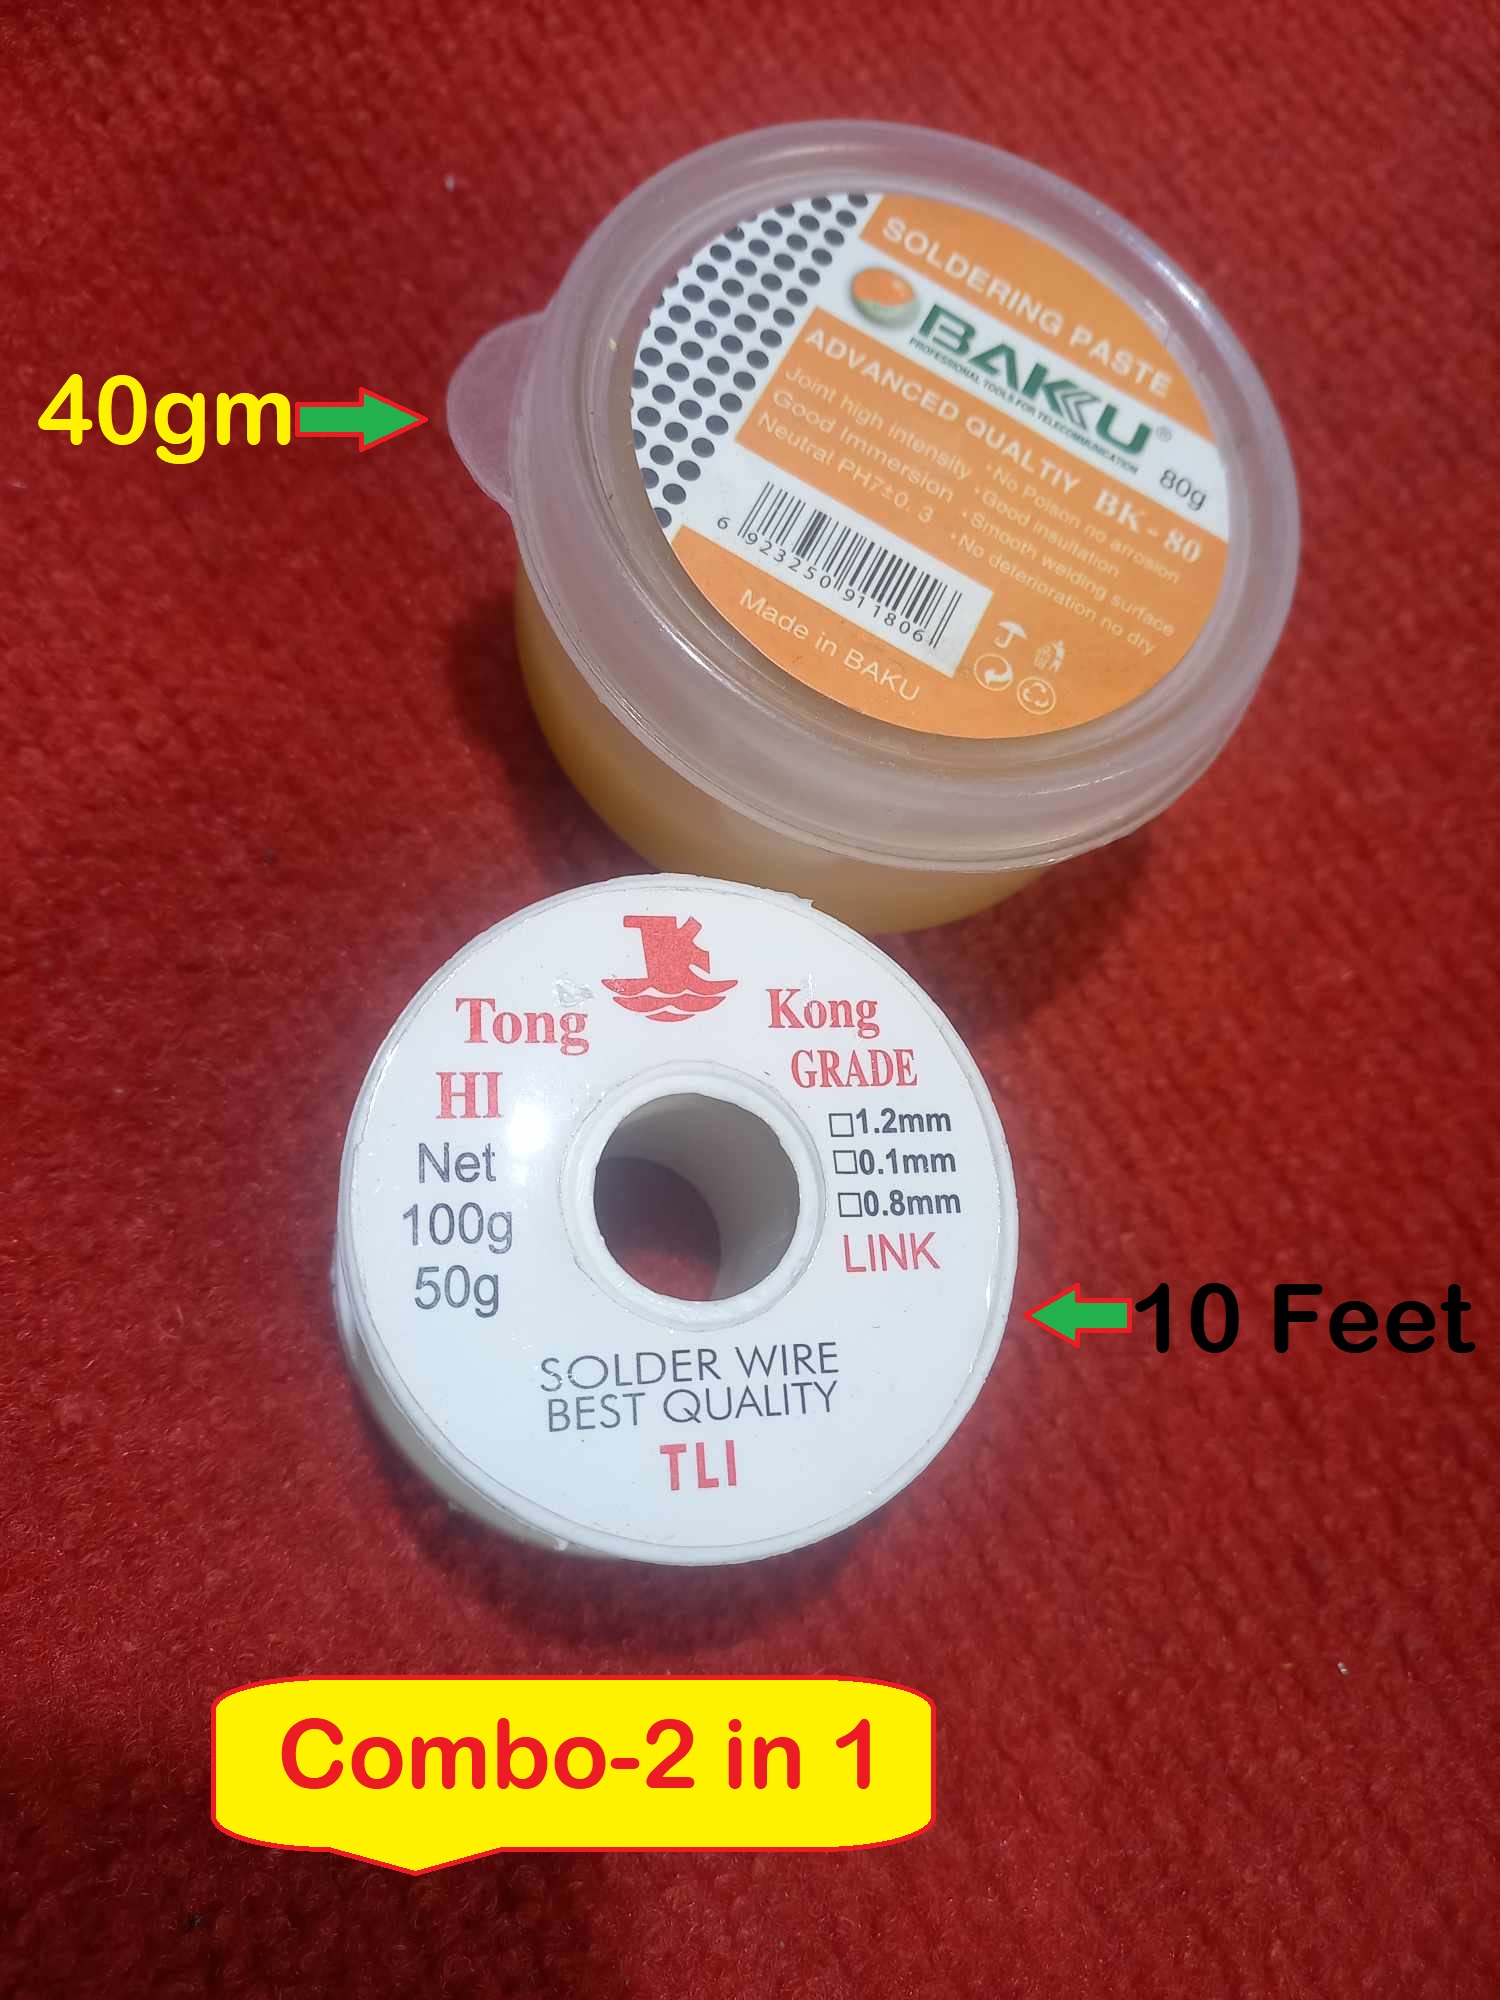 SOLDERING PASTE
BAKU®
PROFESSIONAL TOOLS FOR TELECOMMUNICATION
80g
ADVANCED QUALTIY BK-80
Joint high intensity
Good Immersion
Neutral PH7±0. 3
·No Poison no arrosion
·Good insultation
·Smooth welding surface
·No deterioration no dry
6 923250 911806
Made in BAKU
40gm
Tong Kong
HI GRADE
Net
100g
50g
1.2mm
0.1mm
0.8mm
LINK
10 Feet
SOLDER WIRE
BEST QUALITY
TLI
Combo-2 in 1